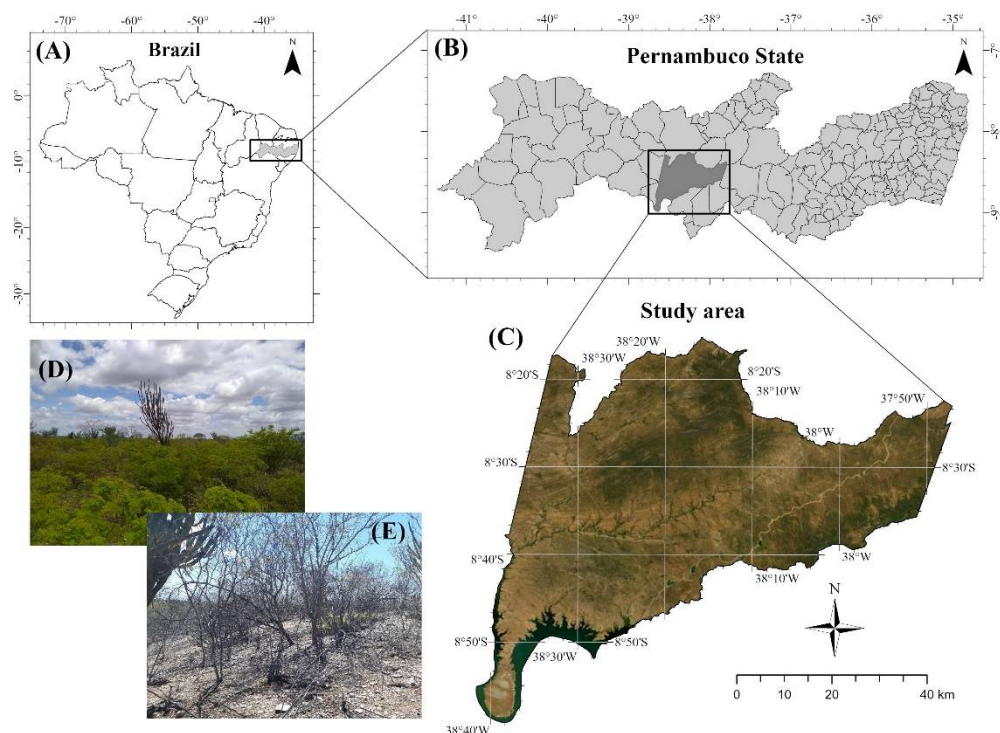 -70° -60° -50° -40°
(A) Brazil
N
0°
-10°
-20°
-30°
-41° -40° -39° -38° -37° -36° -35°
(B) Pernambuco State
N
-7°
-8°
-9°
Study area
(C)
38°20'W
38°30'W
8°20'S
8°20'S
38°10'W
37°50'W
38°W
8°30'S
8°30'S
8°40'S
38°W
38°10'W
8°50'S
8°50'S
38°30'W
38°40'W
N
0 10 20 40 km
(D)
(E)